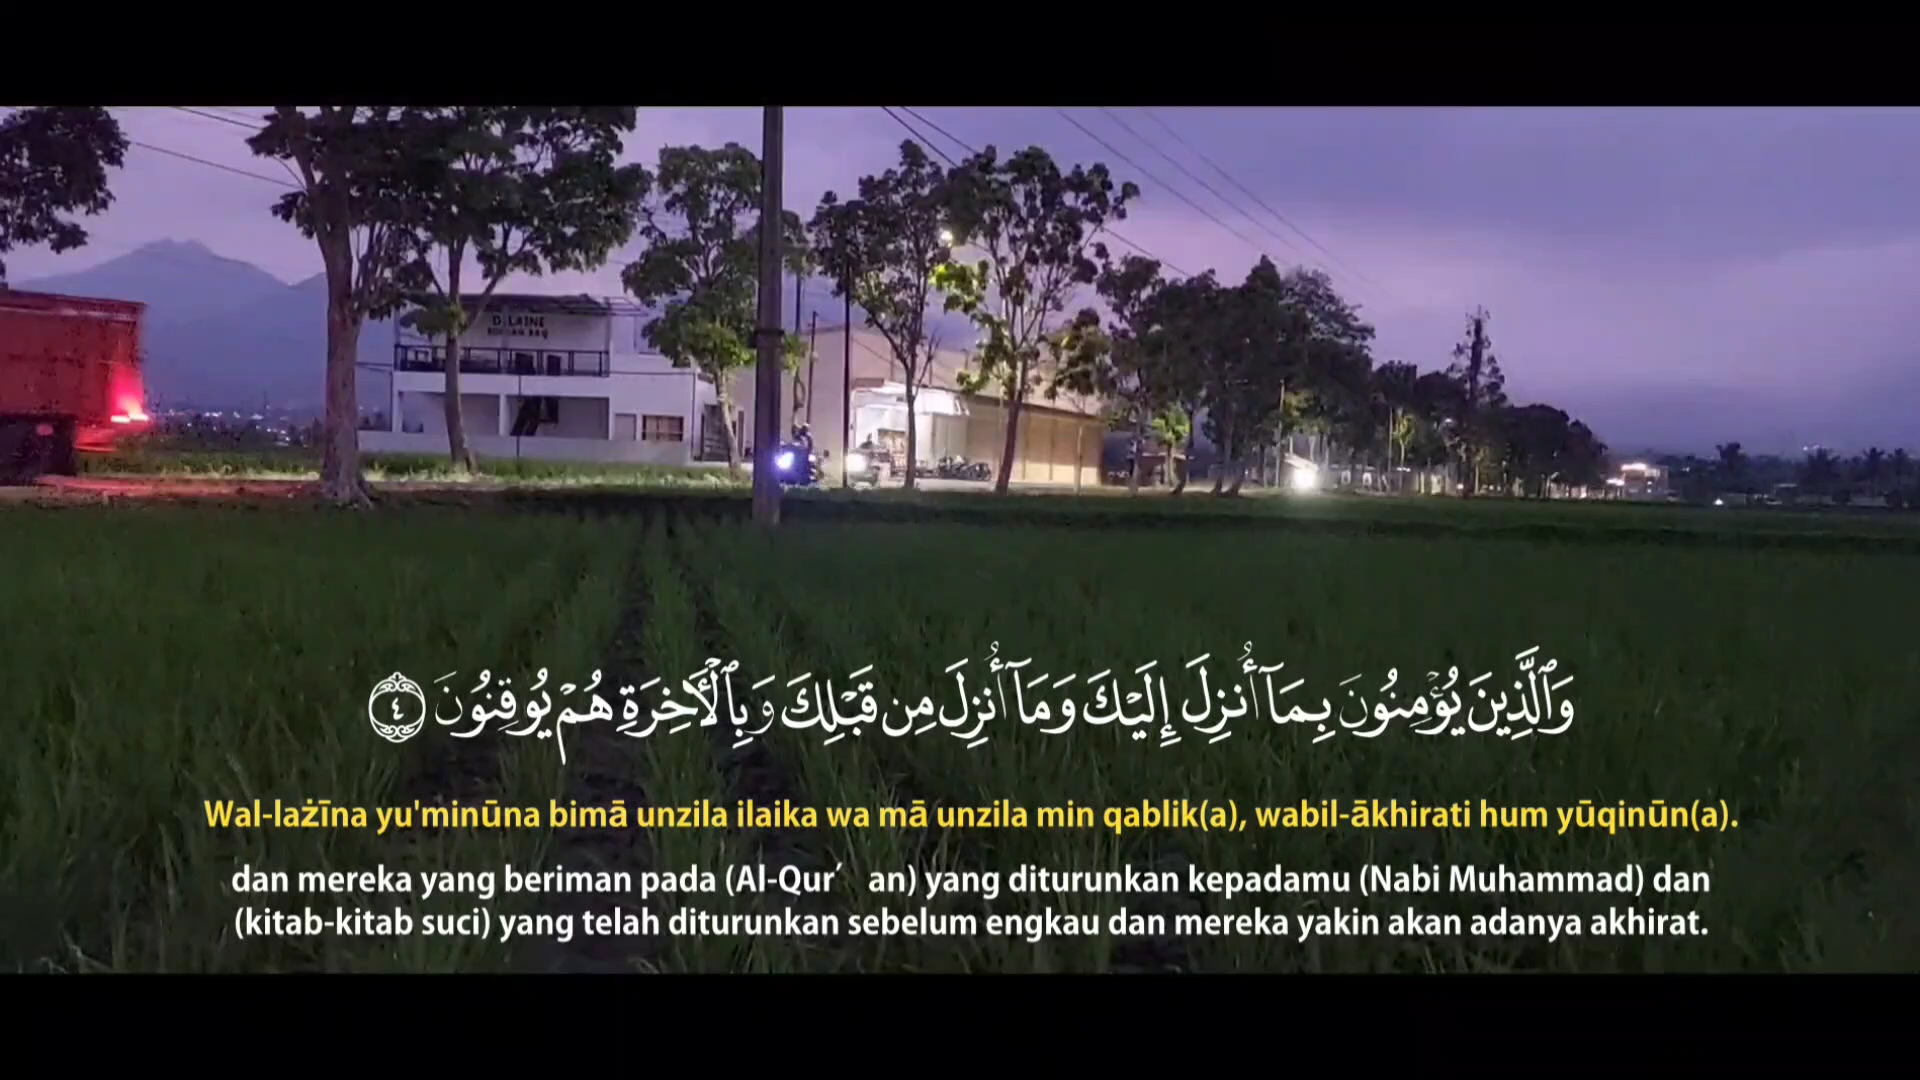 D'LAINE
وَٱلَّذِينَ يُؤْمِنُونَ بِمَآ أُنزِلَ إِلَيْكَ وَمَآ أُنزِلَ مِن قَبْلِكَ وَبِٱلْأَخِرَةِ هُمْ يُوقِنُونَ ٤
Wal-lażīna yu'minūna bimā unzila ilaika wa mā unzila min qablik(a), wabil-ākhirati hum yūqinūn(a).
dan mereka yang beriman pada (Al-Qur′ an) yang diturunkan kepadamu (Nabi Muhammad) dan
(kitab-kitab suci) yang telah diturunkan sebelum engkau dan mereka yakin akan adanya akhirat.